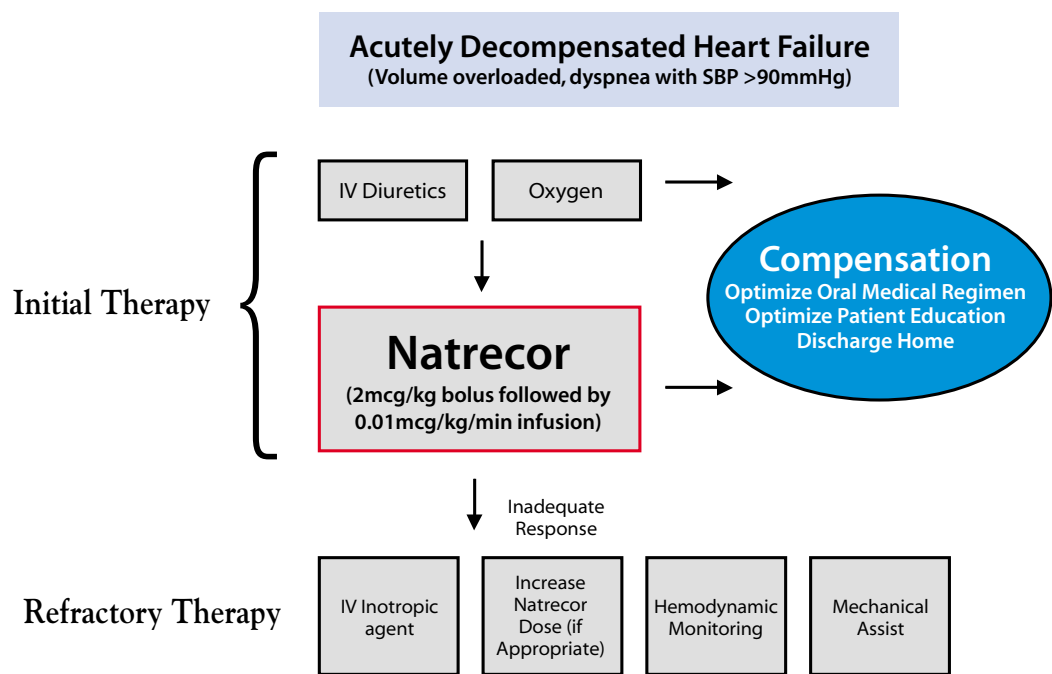 Acutely Decompensated Heart Failure
(Volume overloaded, dyspnea with SBP >90mmHg)
Initial Therapy
IV Diuretics
Oxygen
Natrecor
(2mcg/kg bolus followed by
0.01mcg/kg/min infusion)
Compensation
Optimize Oral Medical Regimen
Optimize Patient Education
Discharge Home
Inadequate
Response
Refractory Therapy
IV Inotropic
agent
Increase
Natrecor
Dose (if
Appropriate)
Hemodynamic
Monitoring
Mechanical
Assist